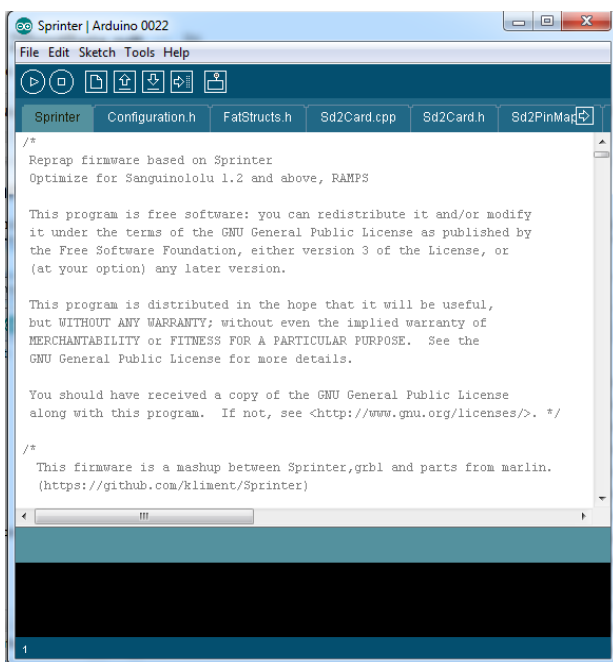 Sprinter | Arduino 0022
File Edit Sketch Tools Help
Sprinter Configuration.h FatStructs.h Sd2Card.cpp Sd2Card.h Sd2PinMap
/*
Reprap firmware based on Sprinter
Optimize for Sanguinololu 1.2 and above, RAMPS
This program is free software: you can redistribute it and/or modify
it under the terms of the GNU General Public License as published by
the Free Software Foundation, either version 3 of the License, or
(at your option) any later version.
This program is distributed in the hope that it will be useful,
but WITHOUT ANY WARRANTY; without even the implied warranty of
MERCHANTABILITY or FITNESS FOR A PARTICULAR PURPOSE.  See the
GNU General Public License for more details.
You should have received a copy of the GNU General Public License
along with this program.  If not, see <http://www.gnu.org/licenses/>. */
/*
This firmware is a mashup between Sprinter,grbl and parts from marlin.
(https://github.com/kliment/Sprinter)
1